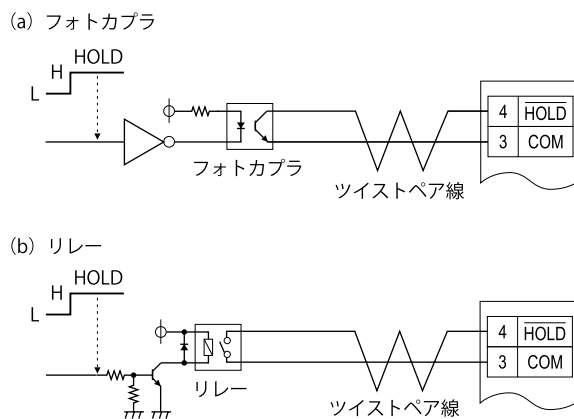 (a) フォトカプラ
HOLD
H
L
4 HOLD
3 COM
フォトカプラ
ツイストペア線
(b) リレー
HOLD
H
L
4 HOLD
3 COM
リレー
ツイストペア線